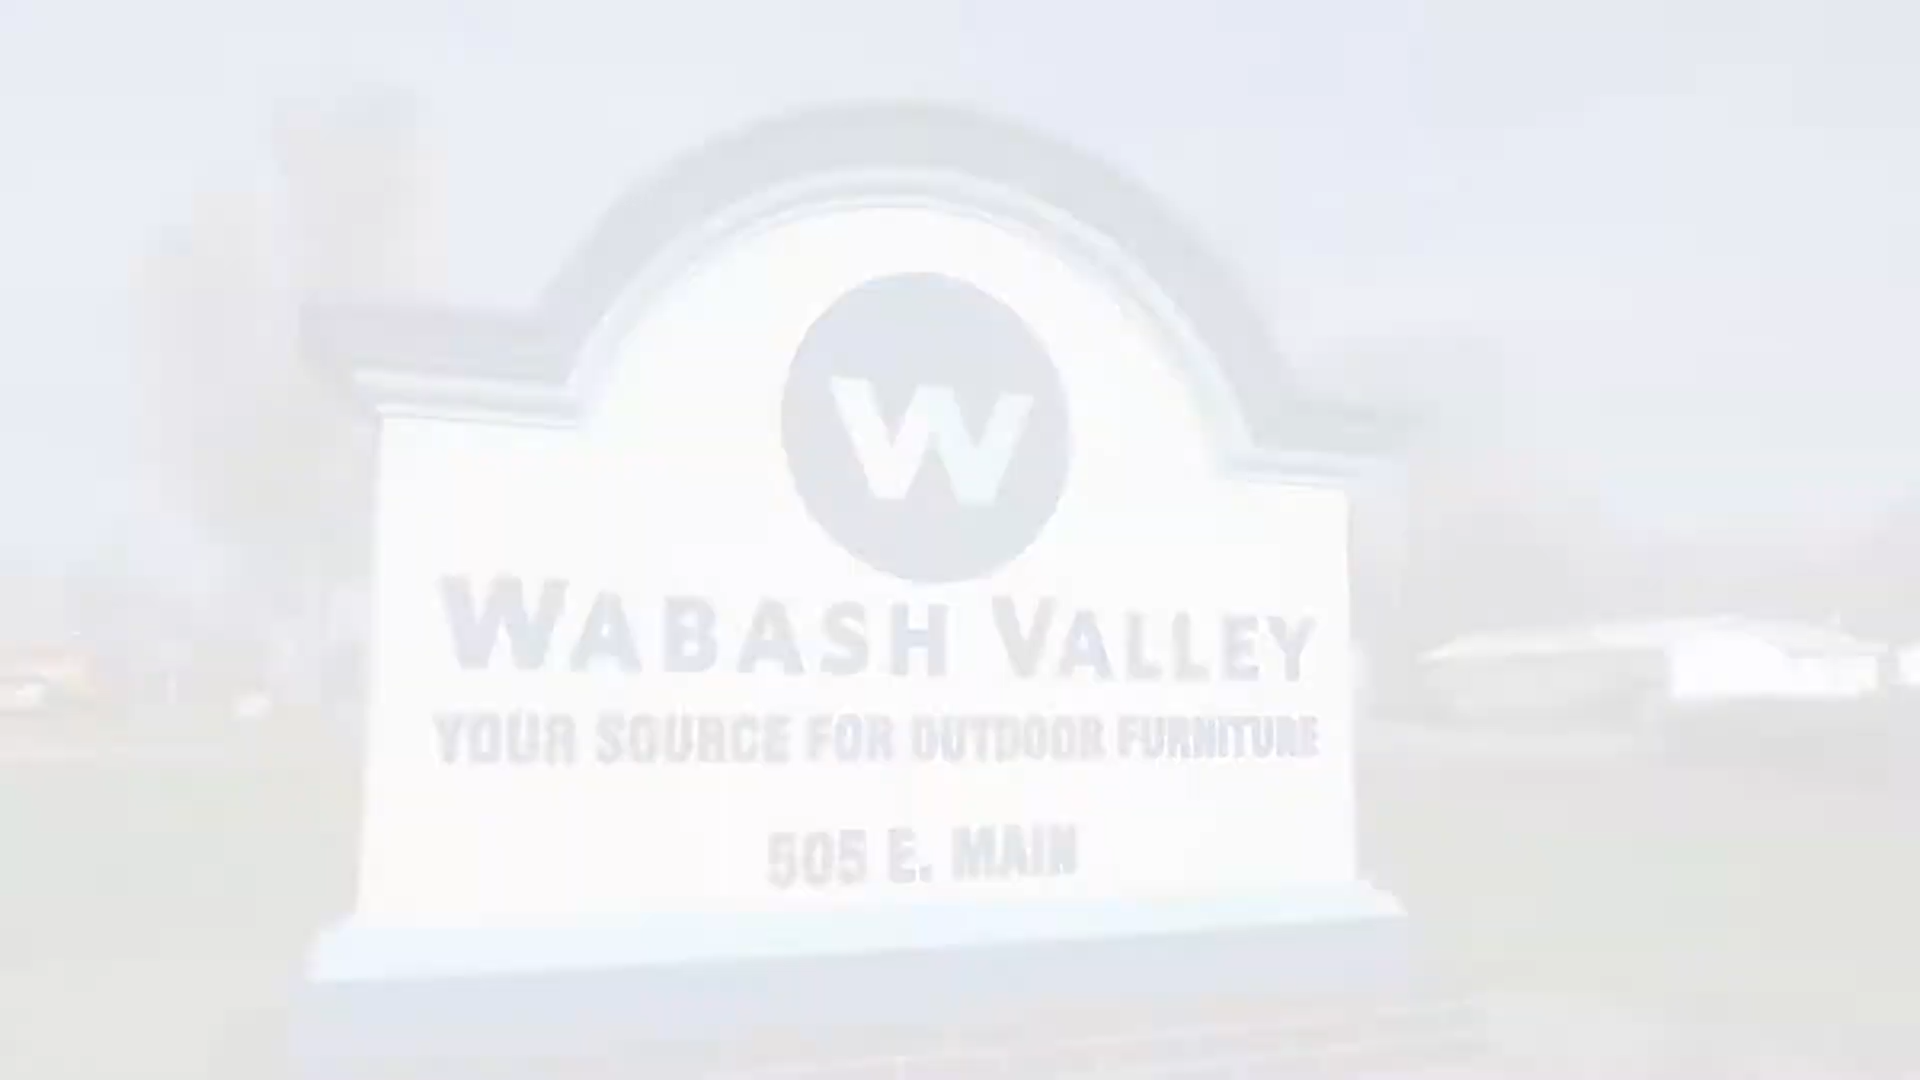 W
WABASH VALLEY
YOUR SOURCE FOR OUTDOOR FURNITURE
505 E. MAIN